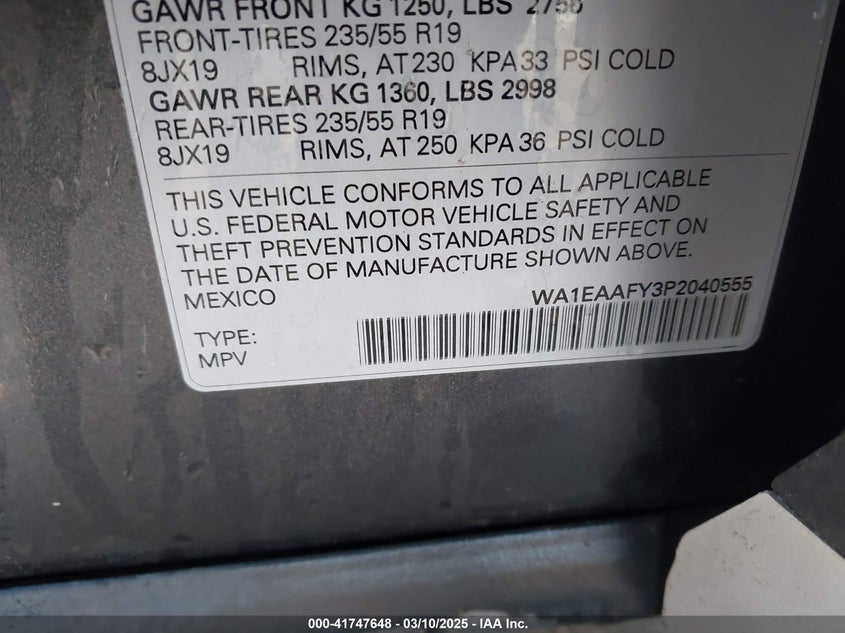 GAWR FRONT KG 1250, LBS 2756
FRONT-TIRES 235/55 R19
8JX19 RIMS, AT 230 KPA 33 PSI COLD
GAWR REAR KG 1360, LBS 2998
REAR-TIRES 235/55 R19
8JX19 RIMS, AT 250 KPA 36 PSI COLD
THIS VEHICLE CONFORMS TO ALL APPLICABLE
U.S. FEDERAL MOTOR VEHICLE SAFETY AND
THEFT PREVENTION STANDARDS IN EFFECT ON
THE DATE OF MANUFACTURE SHOWN ABOVE.
MEXICO WA1EAAFY3P2040555
TYPE:
MPV
000-41747648 - 03/10/2025 - IAA Inc.